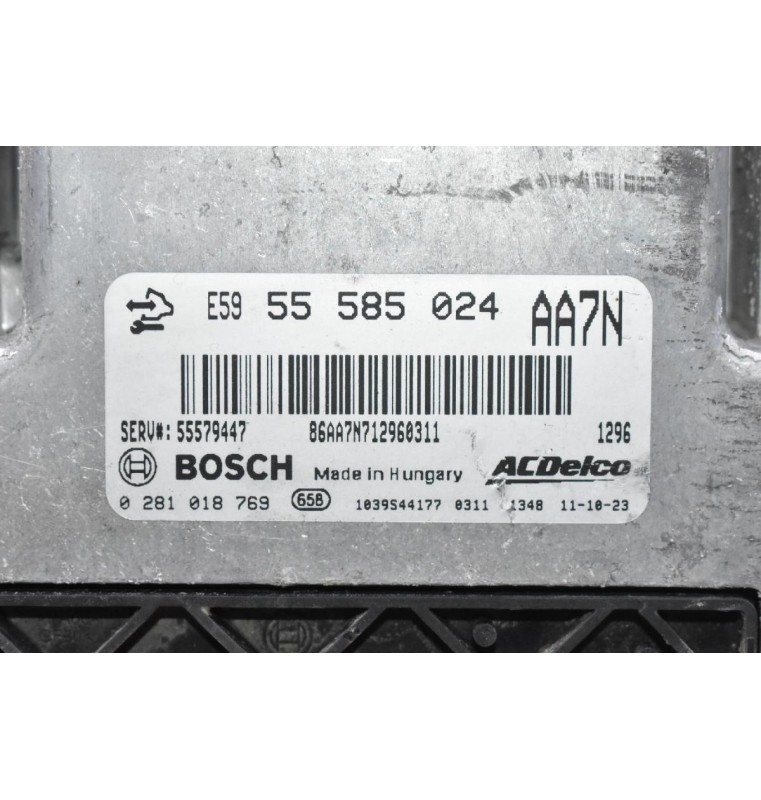 E59 55 585 024 AA7N
SERV#: 55579447 86AA7N712960311 1296
BOSCH Made in Hungary ACDelco
0 281 018 769 658 1039S44177 0311 1348 11-10-23